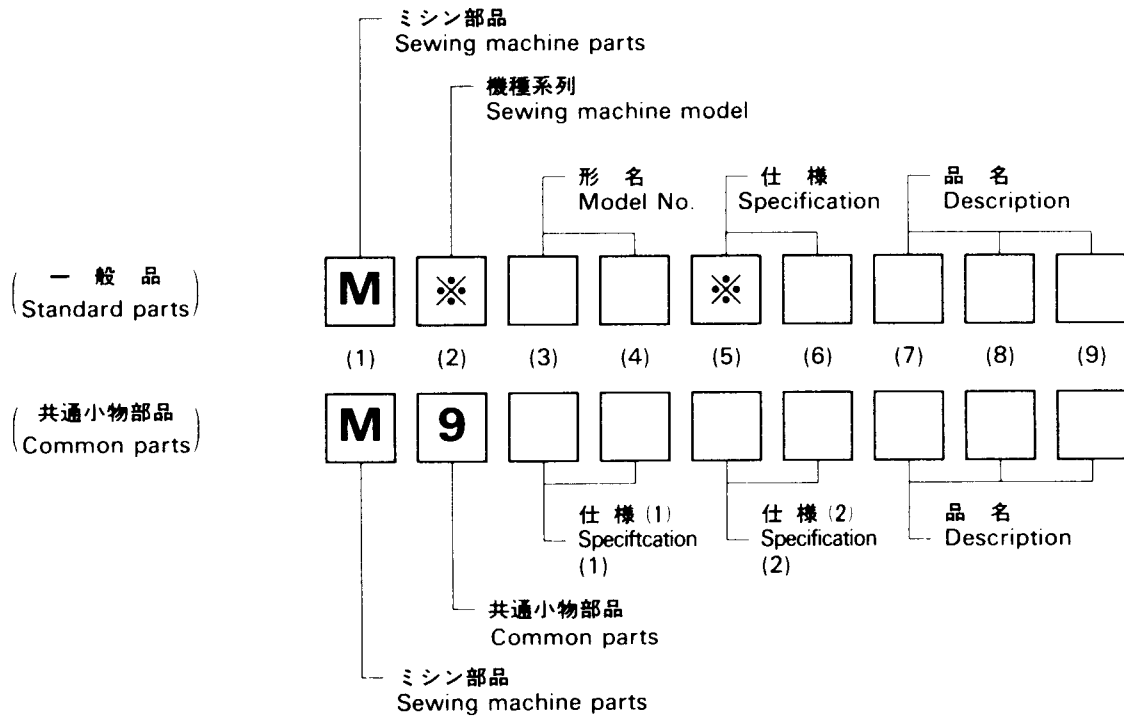 ミシン部品
Sewing machine parts
機種系列
Sewing machine model
形 名
Model No.
仕 様
Specification
品 名
Description
(一 般 品
Standard parts)
M ※ ※
(1) (2) (3) (4) (5) (6) (7) (8) (9)
(共通小物部品
Common parts)
M 9
仕 様 (1)
Speciftcation
(1)
仕 様 (2)
Specification
(2)
品 名
Description
共通小物部品
Common parts
ミシン部品
Sewing machine parts